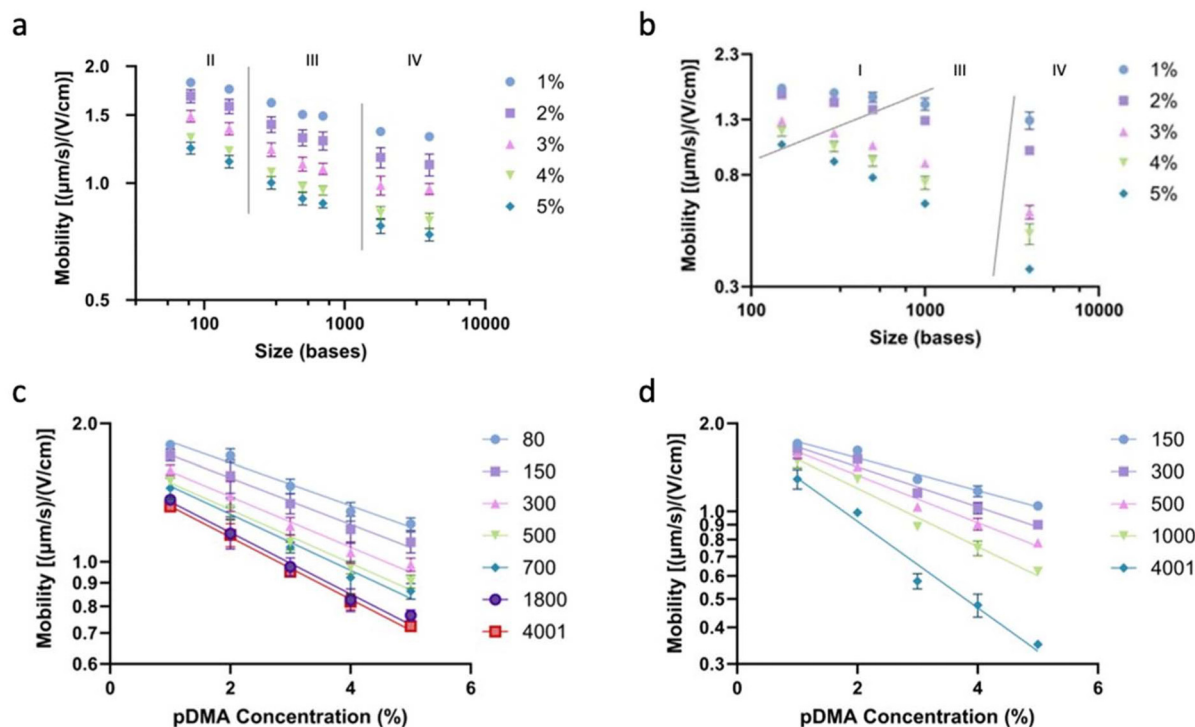 a
II III IV
Mobility [(µm/s)/(V/cm)]
2.0
1.5
1.0
0.5
100 1000 10000
Size (bases)
1%
2%
3%
4%
5%
b
I III IV
Mobility [(µm/s)/(V/cm)]
2.3
1.3
0.8
0.3
100 1000 10000
Size (bases)
1%
2%
3%
4%
5%
c
Mobility [(µm/s)/(V/cm)]
2.0
1.0
0.9
0.8
0.7
0.6
0 2 4 6
pDMA Concentration (%)
80
150
300
500
700
1800
4001
d
Mobility [(µm/s)/(V/cm)]
2.0
1.0
0.9
0.8
0.7
0.6
0.5
0.4
0.3
0 2 4 6
pDMA Concentration (%)
150
300
500
1000
4001